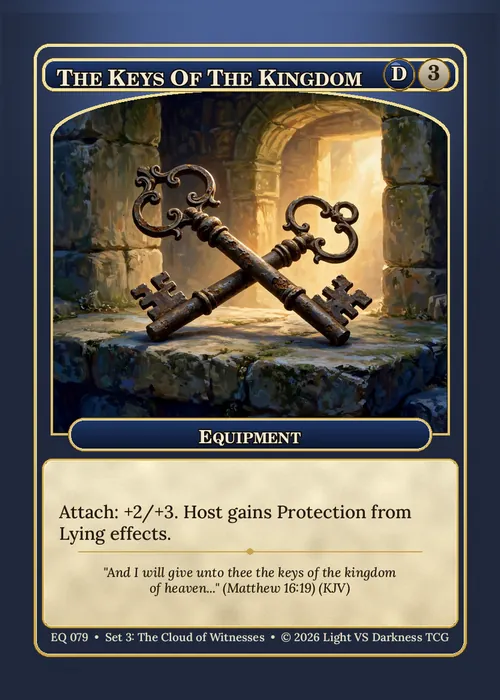 The Keys Of The Kingdom D 3
Equipment
Attach: +2/+3. Host gains Protection from
Lying effects.
"And I will give unto thee the keys of the kingdom
of heaven..." (Matthew 16:19) (KJV)
EQ 079 • Set 3: The Cloud of Witnesses • © 2026 Light VS Darkness TCG